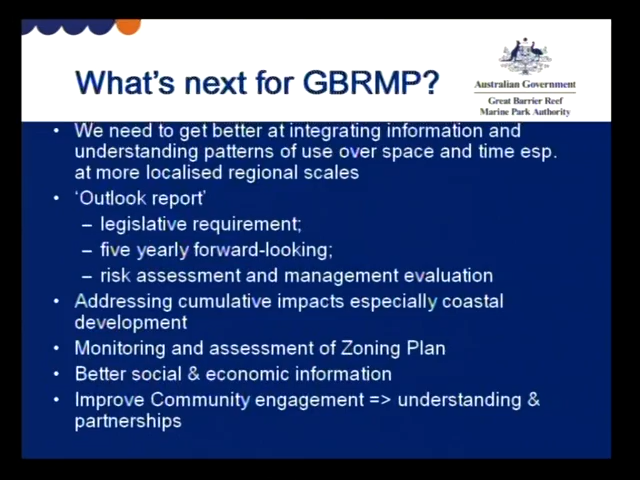 What's next for GBRMP?
Australian Government
Great Barrier Reef
Marine Park Authority
• We need to get better at integrating information and
understanding patterns of use over space and time esp.
at more localised regional scales
• 'Outlook report'
– legislative requirement;
– five yearly forward-looking;
– risk assessment and management evaluation
• Addressing cumulative impacts especially coastal
development
• Monitoring and assessment of Zoning Plan
• Better social & economic information
• Improve Community engagement => understanding &
partnerships